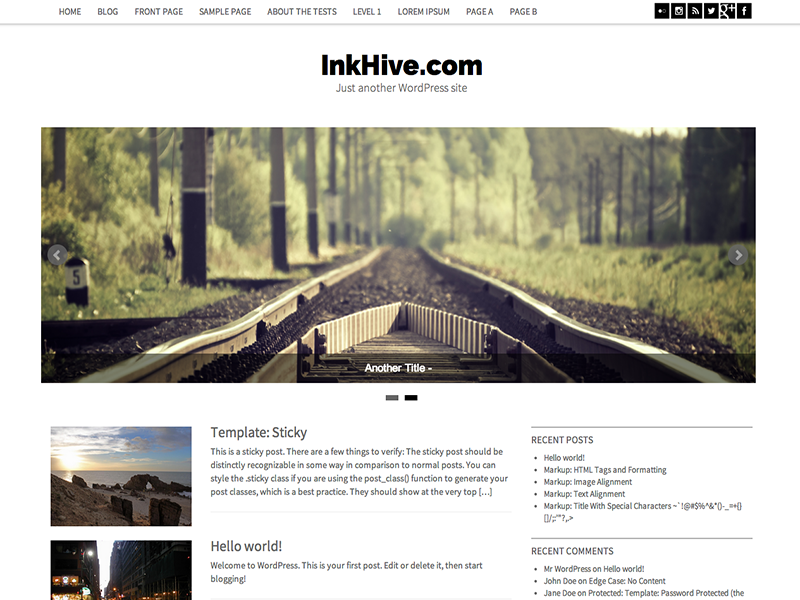 HOME BLOG FRONT PAGE SAMPLE PAGE ABOUT THE TESTS LEVEL 1 LOREM IPSUM PAGE A PAGE B
g+ f
InkHive.com
Just another WordPress site
5
Another Title -
Template: Sticky
This is a sticky post. There are a few things to verify: The sticky post should be
distinctly recognizable in some way in comparison to normal posts. You can
style the .sticky class if you are using the post_class() function to generate your
post classes, which is a best practice. They should show at the very top [...]
Hello world!
Welcome to WordPress. This is your first post. Edit or delete it, then start
blogging!
RECENT POSTS
Hello world!
Markup: HTML Tags and Formatting
Markup: Image Alignment
Markup: Text Alignment
Markup: Title With Special Characters ~`!@#$%^&*()-_=+{}
[]/;:'"?,.>
RECENT COMMENTS
Mr WordPress on Hello world!
John Doe on Edge Case: No Content
Jane Doe on Protected: Template: Password Protected (the